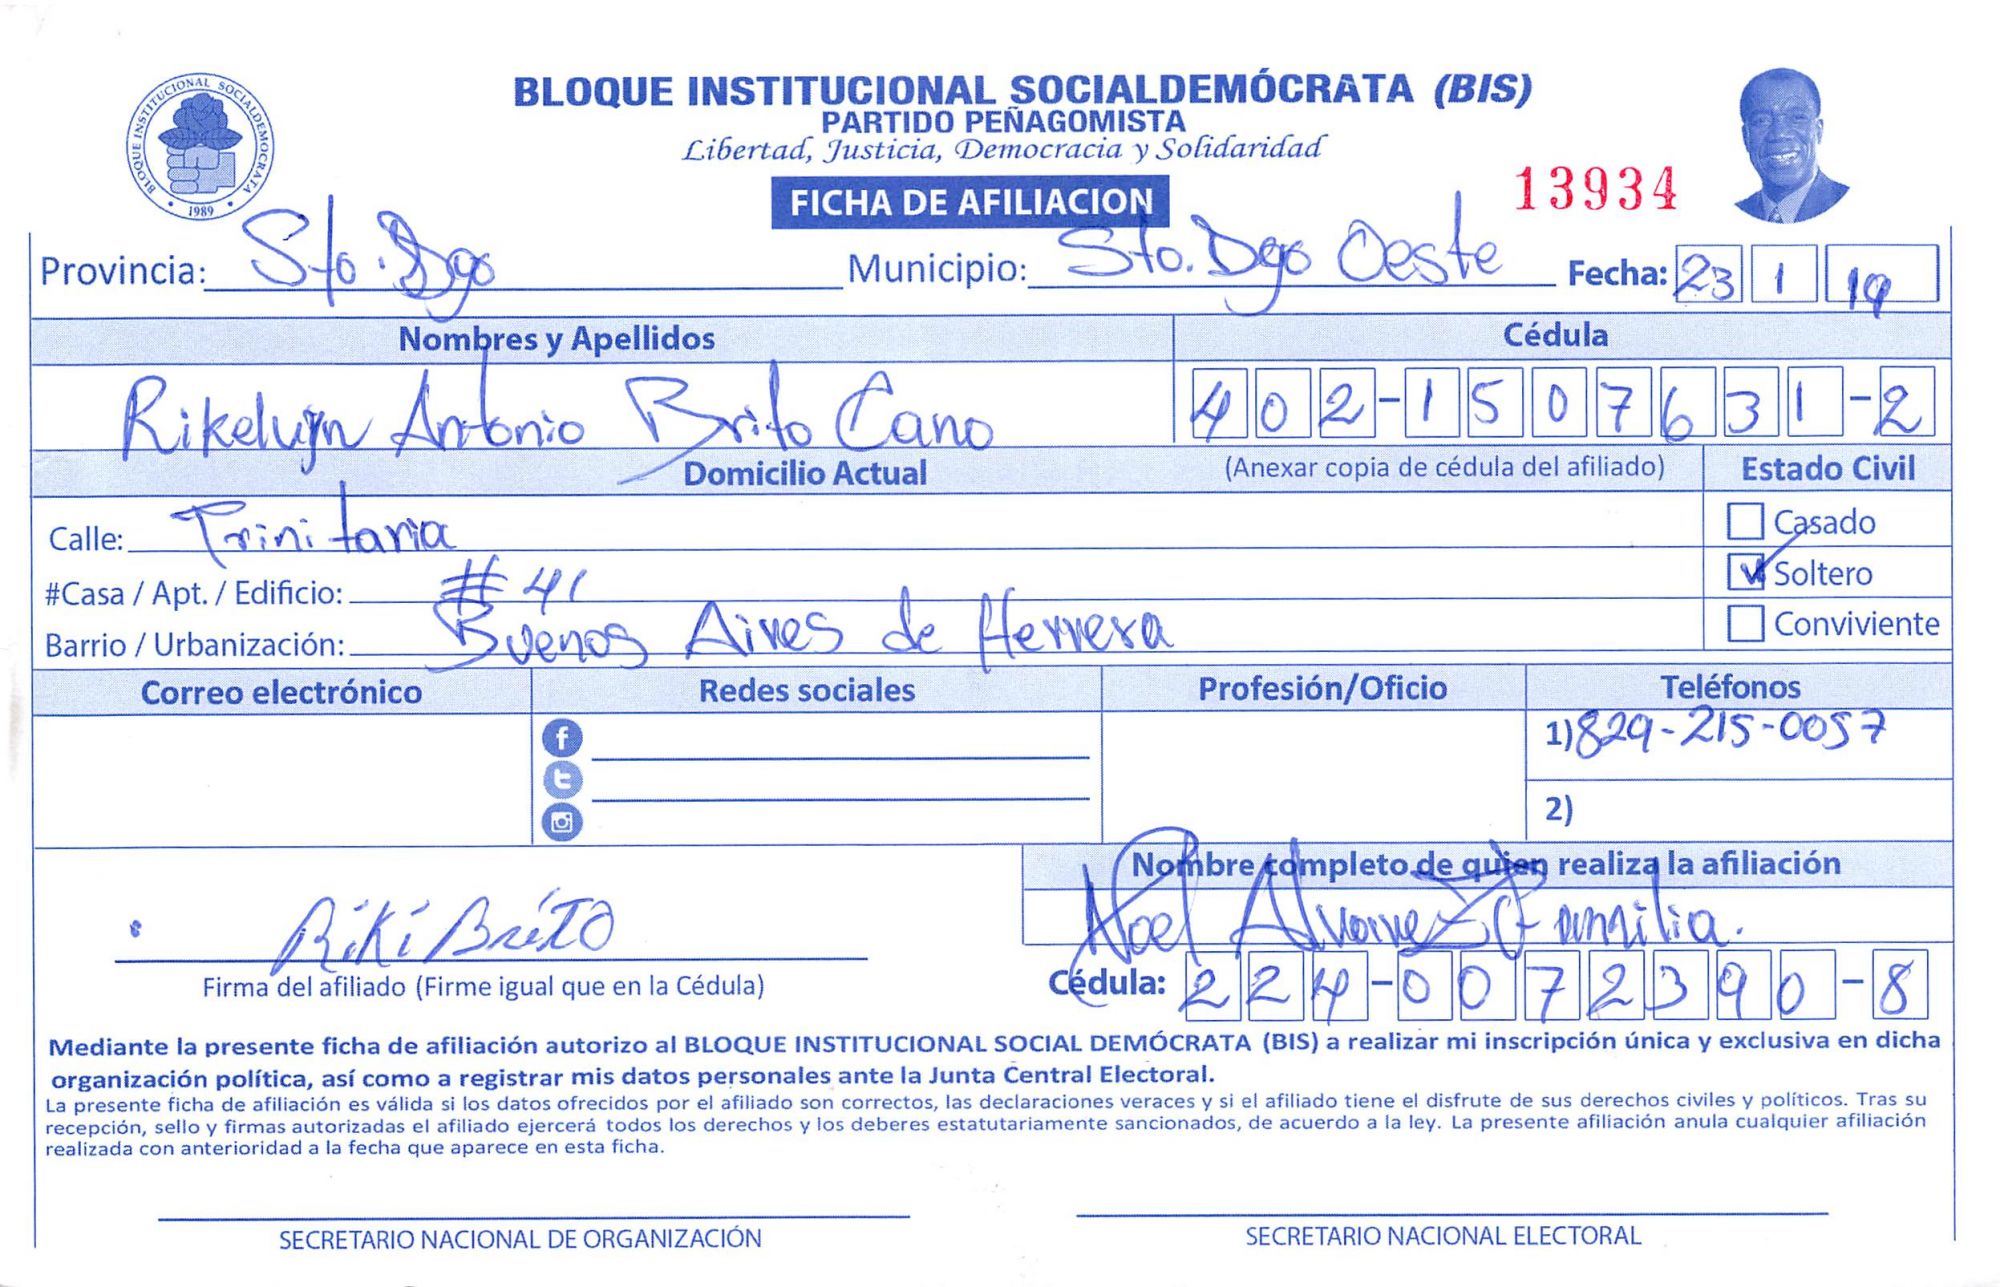 BLOQUE INSTITUCIONAL SOCIALDEMÓCRATA (BIS)
PARTIDO PEÑAGOMISTA
Libertad, Justicia, Democracia y Solidaridad
BLOQUE INSTITUCIONAL SOCIALDEMOCRATA
1989
FICHA DE AFILIACION
13934
Provincia: Sto. Dgo Municipio: Sto. Dgo Oeste Fecha: 23 1 19
Nombres y Apellidos Cédula
Antonio Brito Cano 402-1507631-2
Domicilio Actual (Anexar copia de cédula del afiliado) Estado Civil
Calle: Trinitaria Casado
#Casa / Apt. / Edificio: #41 Soltero
Barrio / Urbanización: Buenos Aires de Herrera Conviviente
Correo electrónico Redes sociales Profesión/Oficio Teléfonos
1) 829-215-0057
2)
Nombre completo de quien realiza la afiliación
Riki Brito Noel Alvarez Familia.
Firma del afiliado (Firme igual que en la Cédula) Cédula: 224-0072390-8
Mediante la presente ficha de afiliación autorizo al BLOQUE INSTITUCIONAL SOCIAL DEMÓCRATA (BIS) a realizar mi inscripción única y exclusiva en dicha
organización política, así como a registrar mis datos personales ante la Junta Central Electoral.
La presente ficha de afiliación es válida si los datos ofrecidos por el afiliado son correctos, las declaraciones veraces y si el afiliado tiene el disfrute de sus derechos civiles y políticos. Tras su
recepción, sello y firmas autorizadas el afiliado ejercerá todos los derechos y los deberes estatutariamente sancionados, de acuerdo a la ley. La presente afiliación anula cualquier afiliación
realizada con anterioridad a la fecha que aparece en esta ficha.
SECRETARIO NACIONAL DE ORGANIZACIÓN SECRETARIO NACIONAL ELECTORAL